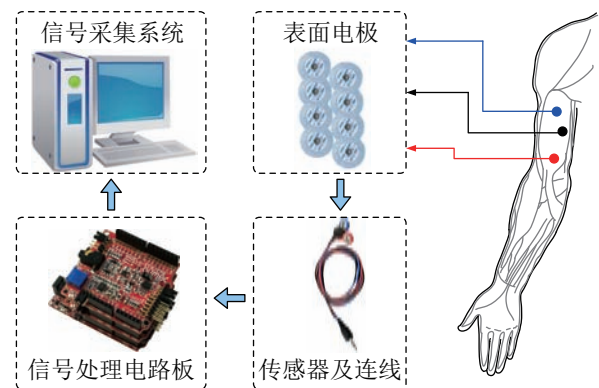 信号采集系统
表面电极
信号处理电路板
传感器及连线